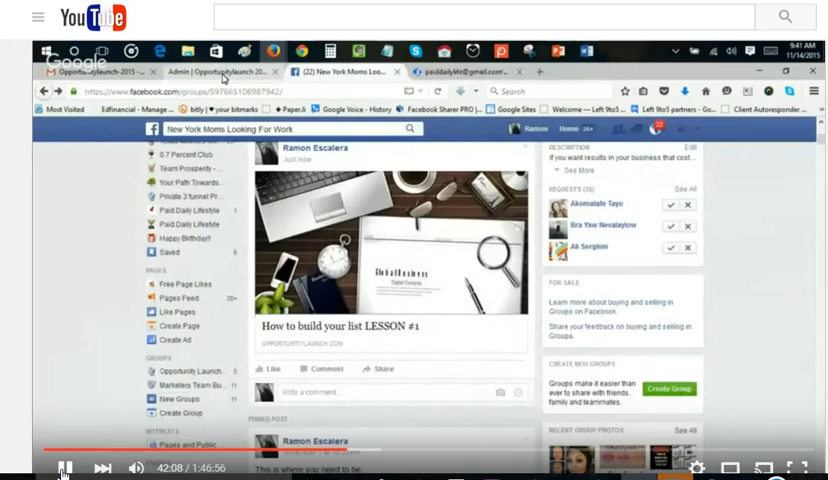 YouTube
Google
9:41 AM
11/14/2015
Opportunitylaunch-2015 -...
Admin | Opportunitylaunch 20...
(22) New York Moms Loo...
paiddailylife@gmail.com'...
https://www.facebook.com/groups/597665106987942/
Search
Most Visited
Edfinancial - Manage ...
bitly | ♥ your bitmarks
Paper.li
Google Voice - History
Facebook Sharer PRO |...
Google Sites
Welcome — Left 9to5 ...
Left 9to5 partners - Go...
Client Autoresponder
New York Moms Looking For Work
Ramon
Home 20+
0.7 Percent Club
Team Prosperity - ...
Your Path Towards...
Private 3 funnel Pr...
Paid Daily Lifestyle
Paid Daily Lifestyle
Happy Birthday!!
Saved 6
PAGES
Free Page Likes
Pages Feed 20+
Like Pages
Create Page
Create Ad
GROUPS
Opportunity Launch... 5
Marketers Team Bu... 11
New Groups 11
Create Group
INTERESTS
Pages and Public
Ramon Escalera
Just now
GlobalBusiness
Digital Contents
How to build your list LESSON #1
OPPORTUNITYLAUNCH.COM
Like Comment Share
Write a comment...
PINNED POST
Ramon Escalera
This is where you need to be..
DESCRIPTION Edit
If you want results in your business that cost...
See More
REQUESTS (35) See All
Akomalafe Tayo
Bra Yaw Nevalaylow
Ali Serghini
FOR SALE
Learn more about buying and selling in
Groups on Facebook.
Share your feedback on buying and selling in
Groups.
CREATE NEW GROUPS
Groups make it easier than
ever to share with friends,
family and teammates.
Create Group
RECENT GROUP PHOTOS See All
42:08 / 1:46:56